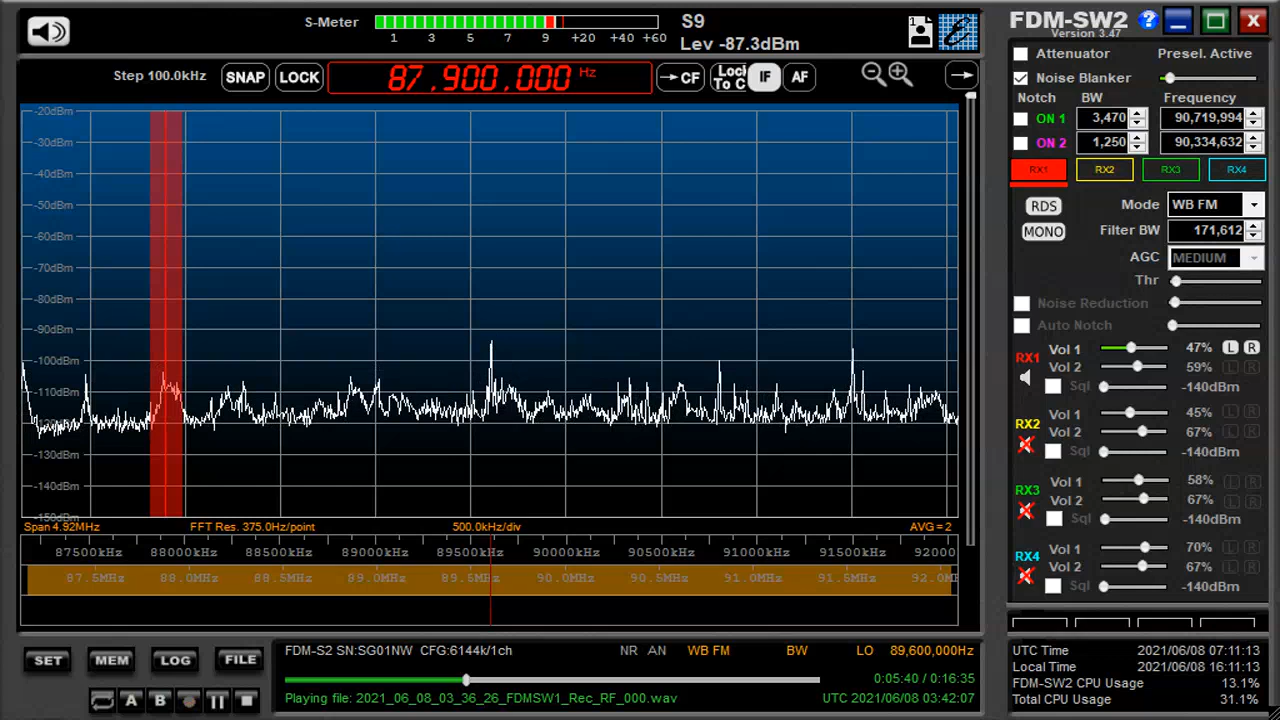 S-Meter
1 3 5 7 9 +20 +40 +60
S9
Lev -87.3dBm
FDM-SW2
Version 3.47
Step 100.0kHz
SNAP
LOCK
87.900.000 Hz
→CF
Lock
To C
IF
AF
Attenuator
Presel. Active
Noise Blanker
Notch BW Frequency
ON 1 3,470 90,719,994
ON 2 1,250 90,334,632
RX1 RX2 RX3 RX4
RDS
Mode WB FM
MONO
Filter BW 171,612
AGC MEDIUM
Thr
Noise Reduction
Auto Notch
RX1
Vol 1 47% L R
Vol 2 59% L R
Sql -140dBm
RX2
Vol 1 45% L R
Vol 2 67% L R
Sql -140dBm
RX3
Vol 1 58% L R
Vol 2 67% L R
Sql -140dBm
RX4
Vol 1 70% L R
Vol 2 67% L R
Sql -140dBm
-20dBm
-30dBm
-40dBm
-50dBm
-60dBm
-70dBm
-80dBm
-90dBm
-100dBm
-110dBm
-120dBm
-130dBm
-140dBm
-150dBm
Span 4.92MHz FFT Res. 375.0Hz/point 500.0kHz/div AVG=2
87500kHz 88000kHz 88500kHz 89000kHz 89500kHz 90000kHz 90500kHz 91000kHz 91500kHz 92000
87.5MHz 88.0MHz 88.5MHz 89.0MHz 89.5MHz 90.0MHz 90.5MHz 91.0MHz 91.5MHz 92.0M
SET MEM LOG FILE
A B
FDM-S2 SN:SG01NW CFG:6144k/1ch NR AN WB FM BW LO 89,600,000Hz
0:05:40 / 0:16:35
Playing file: 2021_06_08_03_36_26_FDMSW1_Rec_RF_000.wav UTC 2021/06/08 03:42:07
UTC Time 2021/06/08 07:11:13
Local Time 2021/06/08 16:11:13
FDM-SW2 CPU Usage 13.1%
Total CPU Usage 31.1%